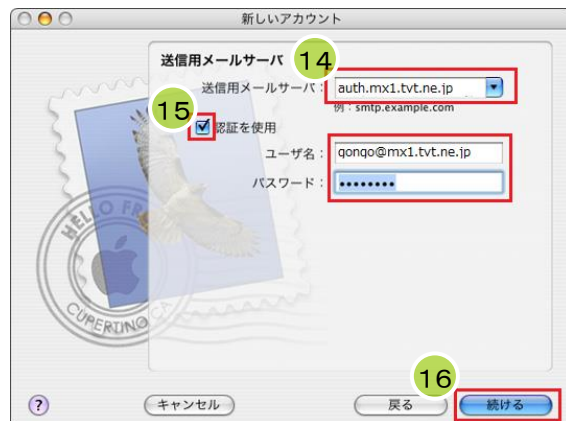 新しいアカウント
送信用メールサーバ
14
送信用メールサーバ： auth.mx1.tvt.ne.jp
例：smtp.example.com
15
認証を使用
ユーザ名： gongo@mx1.tvt.ne.jp
パスワード： ••••••••
HELLO FR
CUPERTINO CA
16
? キャンセル 戻る 続ける